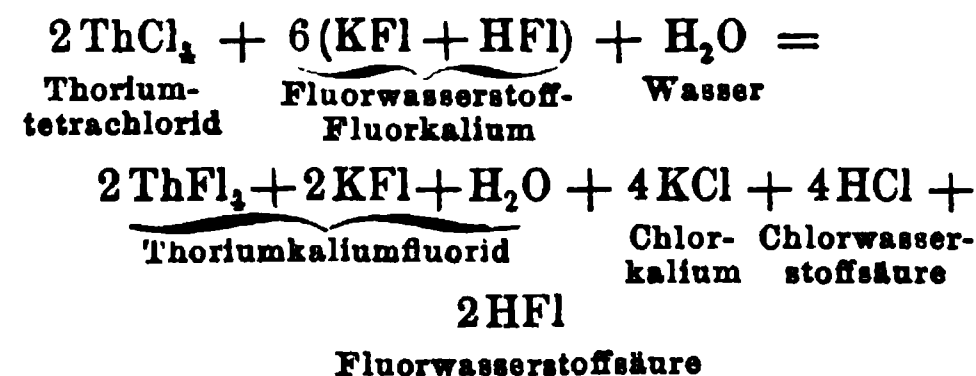 2 ThCl₄ + 6 (KFl + HFl) + H₂O =
Thorium- Fluorwasserstoff- Wasser
tetrachlorid Fluorkalium
2 ThFl₄ + 2 KFl + H₂O + 4 KCl + 4 HCl +
Thoriumkaliumfluorid Chlor- Chlorwasser-
kalium stoffsäure
2 HFl
Fluorwasserstoffsäure